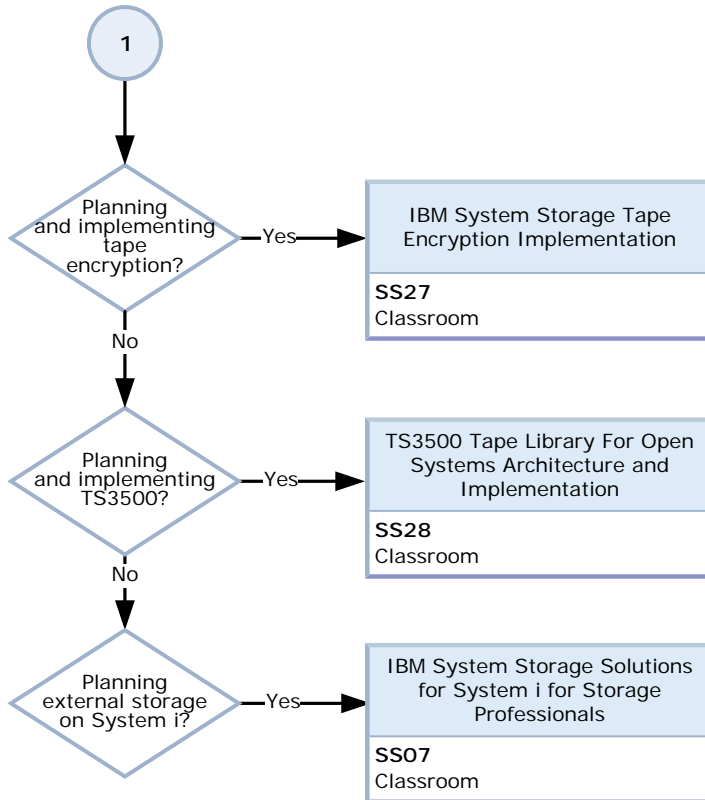 1
Planning
and implementing
tape
encryption?
Yes
IBM System Storage Tape
Encryption Implementation
SS27
Classroom
No
Planning
and implementing
TS3500?
Yes
TS3500 Tape Library For Open
Systems Architecture and
Implementation
SS28
Classroom
No
Planning
external storage
on System i?
Yes
IBM System Storage Solutions
for System i for Storage
Professionals
SS07
Classroom